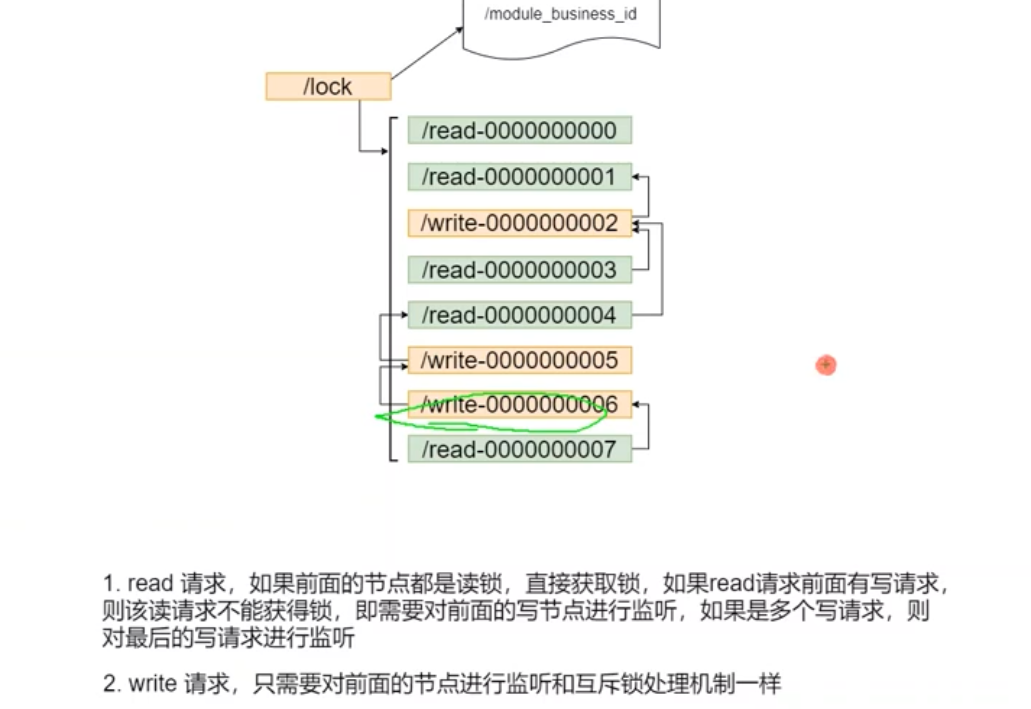 /module_business_id
/lock
/read-0000000000
/read-0000000001
/write-0000000002
/read-0000000003
/read-0000000004
/write-0000000005
/write-0000000006
/read-0000000007
1. read 请求，如果前面的节点都是读锁，直接获取锁，如果read请求前面有写请求，
则该读请求不能获得锁，即需要对前面的写节点进行监听，如果是多个写请求，则
对最后的写请求进行监听
2. write 请求，只需要对前面的节点进行监听和互斥锁处理机制一样